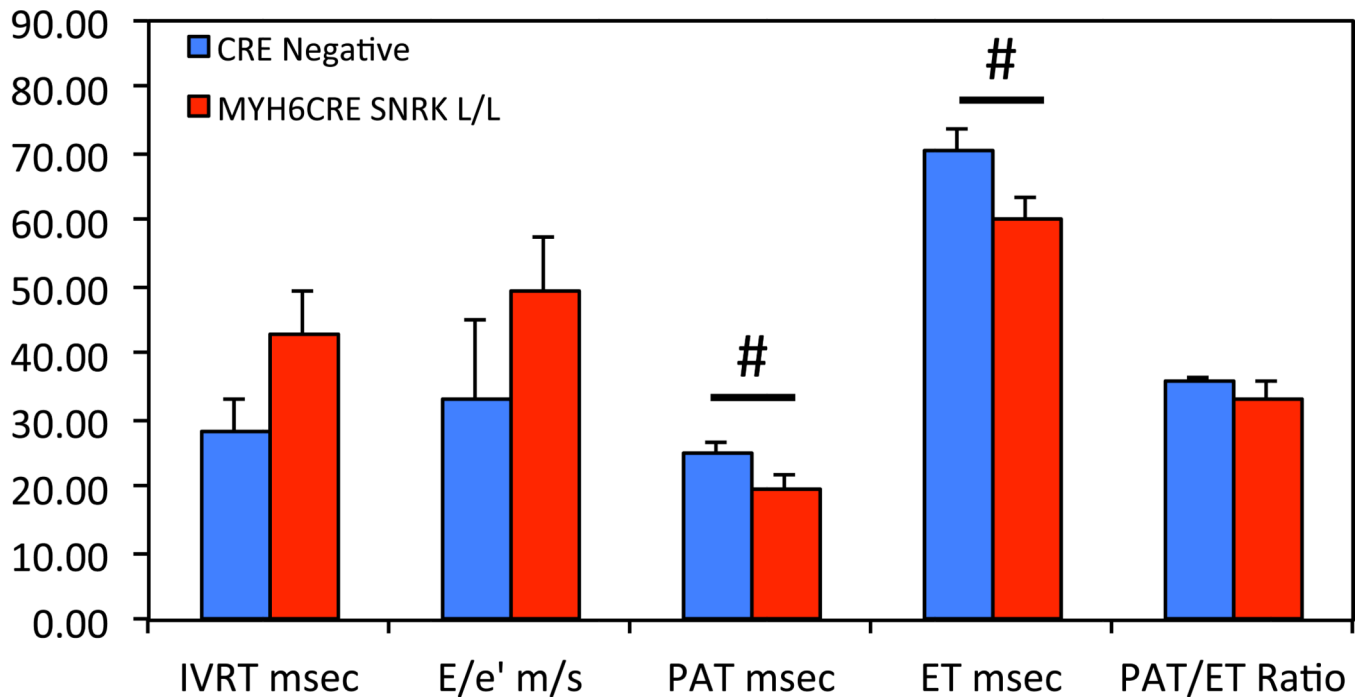 90.00
80.00
70.00
60.00
50.00
40.00
30.00
20.00
10.00
0.00
CRE Negative
MYH6CRE SNRK L/L
#
#
IVRT msec
E/e' m/s
PAT msec
ET msec
PAT/ET Ratio